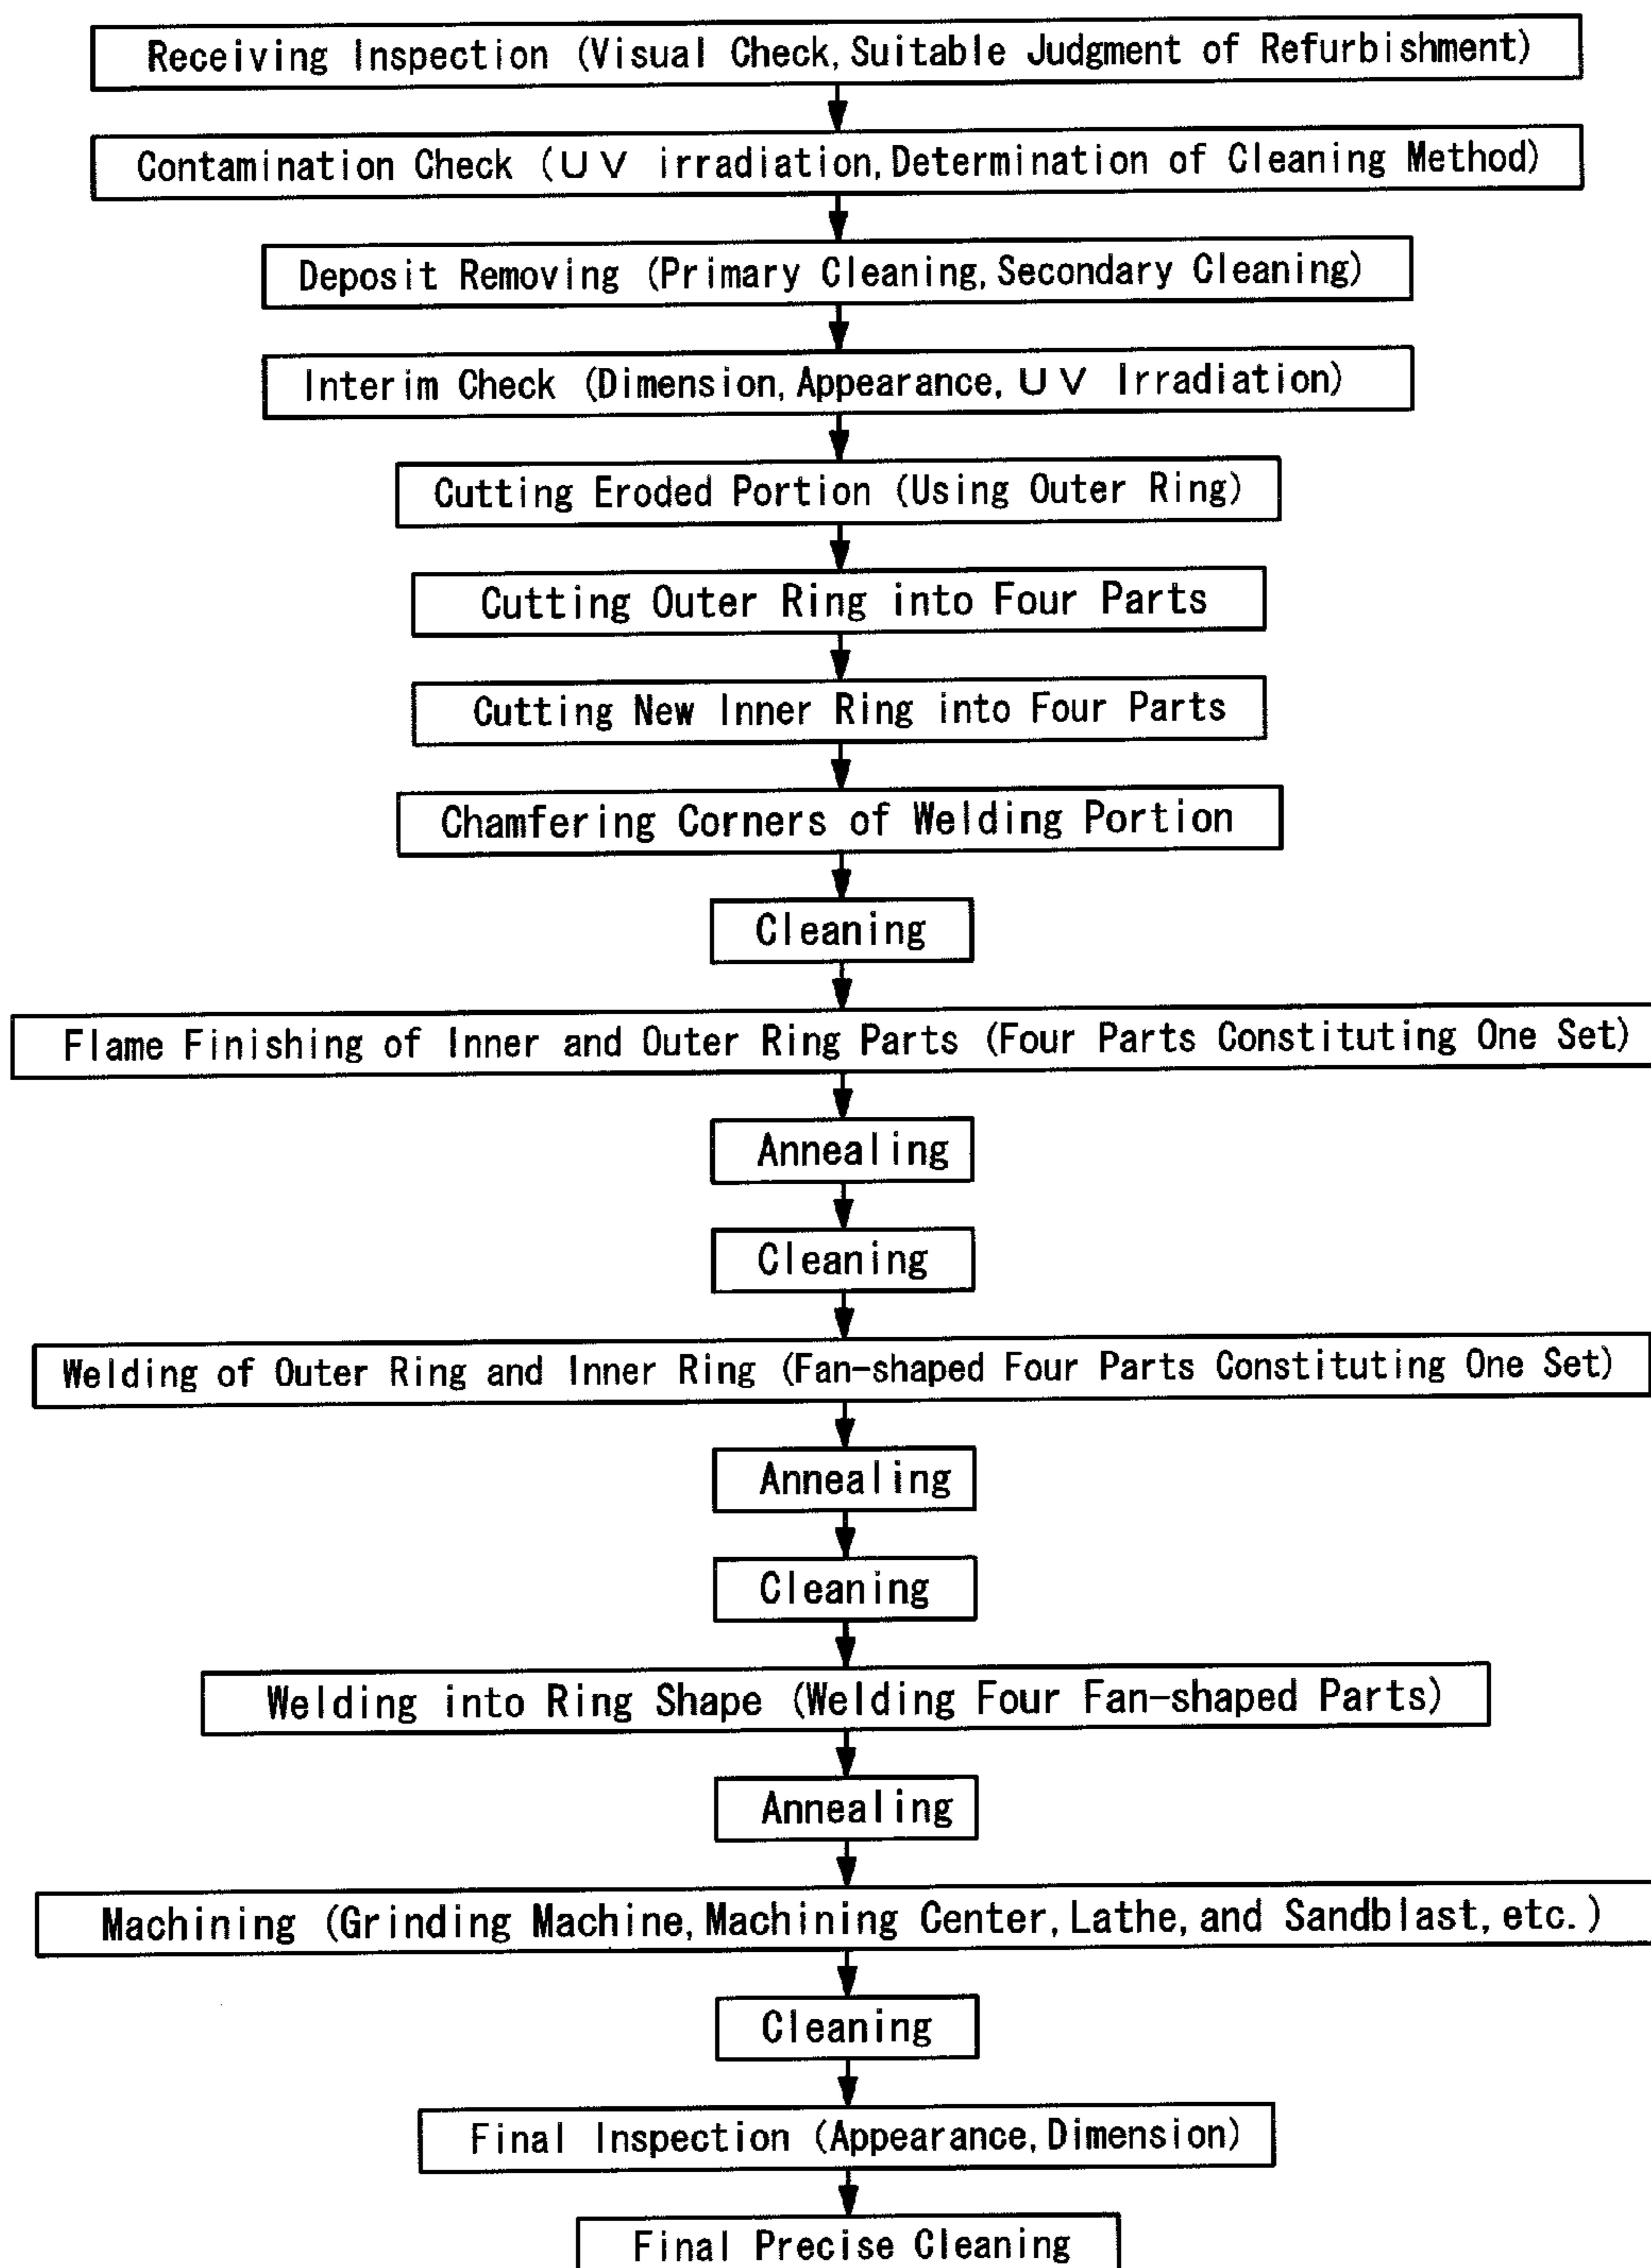 Receiving Inspection (Visual Check, Suitable Judgment of Refurbishment)
Contamination Check (UV irradiation, Determination of Cleaning Method)
Deposit Removing (Primary Cleaning, Secondary Cleaning)
Interim Check (Dimension, Appearance, UV Irradiation)
Cutting Eroded Portion (Using Outer Ring)
Cutting Outer Ring into Four Parts
Cutting New Inner Ring into Four Parts
Chamfering Corners of Welding Portion
Cleaning
Flame Finishing of Inner and Outer Ring Parts (Four Parts Constituting One Set)
Annealing
Cleaning
Welding of Outer Ring and Inner Ring (Fan-shaped Four Parts Constituting One Set)
Annealing
Cleaning
Welding into Ring Shape (Welding Four Fan-shaped Parts)
Annealing
Machining (Grinding Machine, Machining Center, Lathe, and Sandblast, etc.)
Cleaning
Final Inspection (Appearance, Dimension)
Final Precise Cleaning